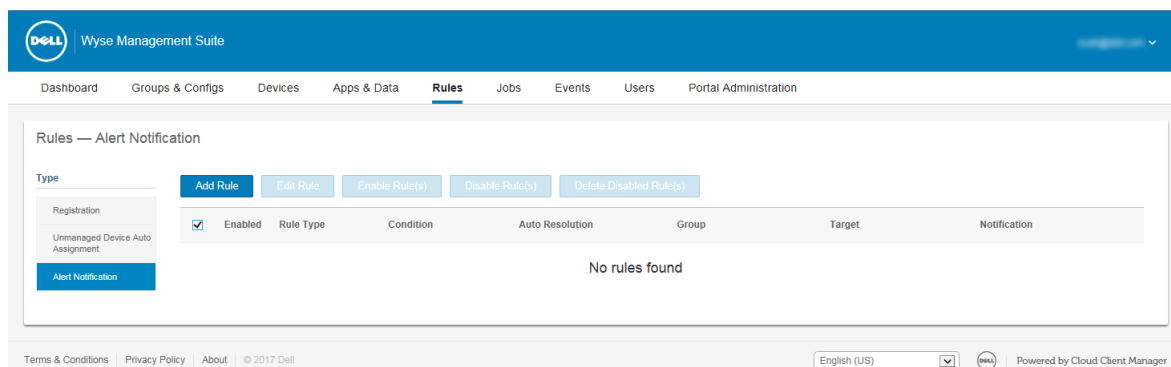 DELL Wyse Management Suite
Dashboard Groups & Configs Devices Apps & Data Rules Jobs Events Users Portal Administration
Rules — Alert Notification
Type
Registration
Unmanaged Device Auto
Assignment
Alert Notification
Add Rule Edit Rule Enable Rule(s) Disable Rule(s) Delete Disabled Rule(s)
Enabled Rule Type Condition Auto Resolution Group Target Notification
No rules found
Terms & Conditions Privacy Policy About © 2017 Dell English (US) DELL Powered by Cloud Client Manager